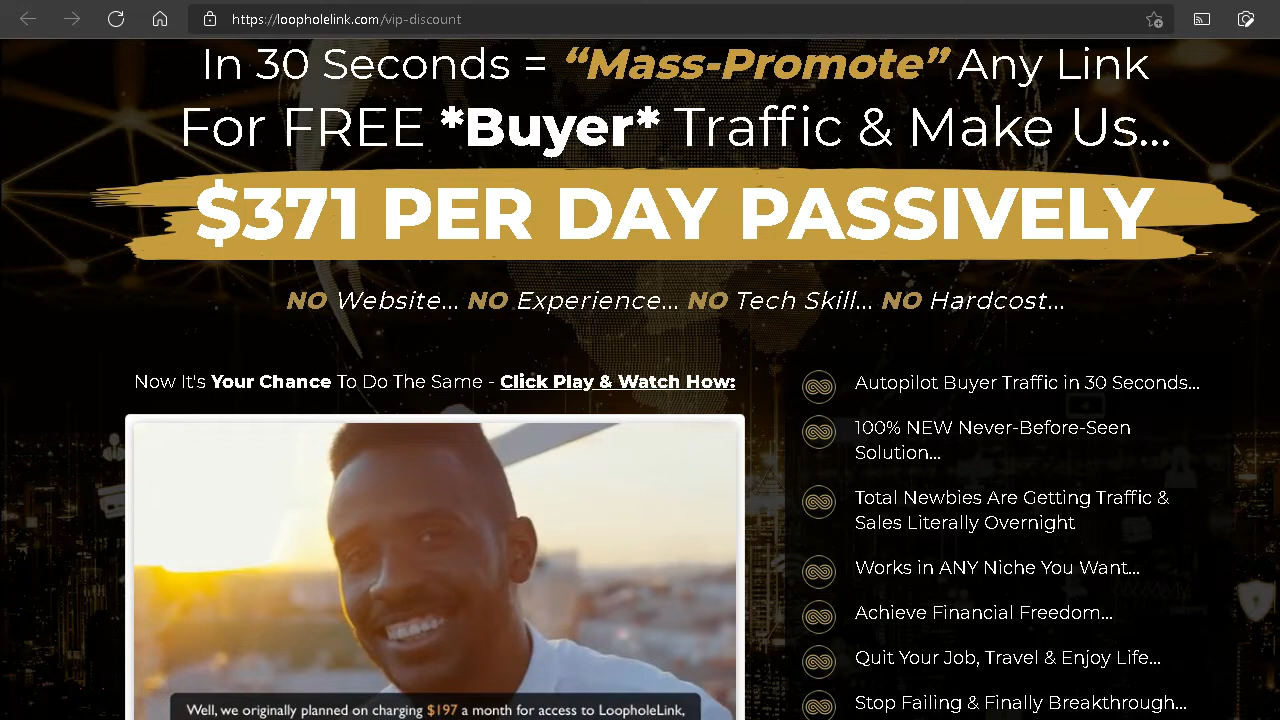 https://loopholelink.com/vip-discount
In 30 Seconds = “Mass-Promote” Any Link
For FREE *Buyer* Traffic & Make Us...
$371 PER DAY PASSIVELY
NO Website... NO Experience... NO Tech Skill... NO Hardcost...
Now It's Your Chance To Do The Same - Click Play & Watch How:
Well, we originally planned on charging $197 a month for access to LoopholeLink,
Autopilot Buyer Traffic in 30 Seconds...
100% NEW Never-Before-Seen
Solution...
Total Newbies Are Getting Traffic &
Sales Literally Overnight
Works in ANY Niche You Want...
Achieve Financial Freedom...
Quit Your Job, Travel & Enjoy Life...
Stop Failing & Finally Breakthrough...